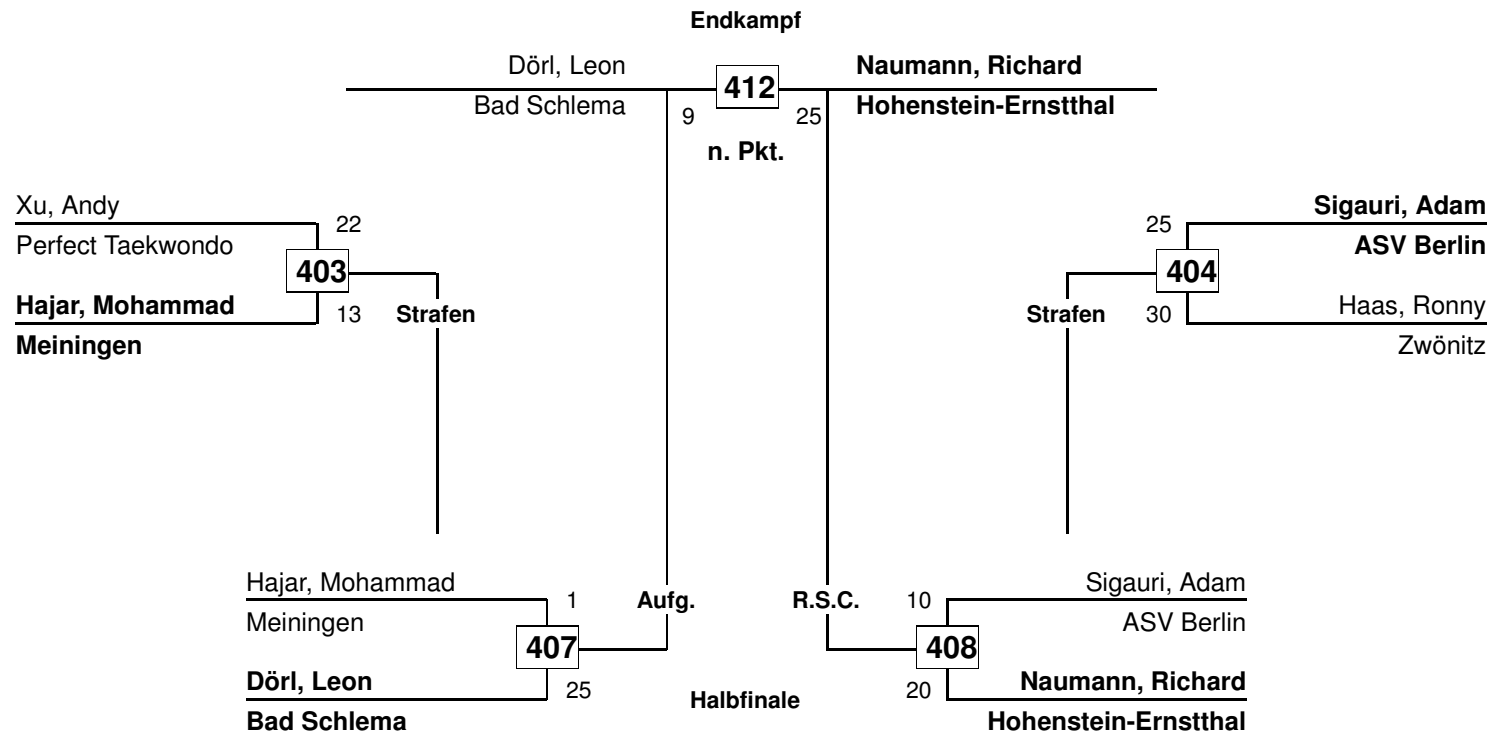 Endkampf
Dörl, Leon
Bad Schlema
9
412
25
n. Pkt.
Naumann, Richard
Hohenstein-Ernstthal
Xu, Andy
Perfect Taekwondo
22
403
Hajar, Mohammad
Meiningen
13
Strafen
Sigauri, Adam
ASV Berlin
25
404
Strafen
30
Haas, Ronny
Zwönitz
Hajar, Mohammad
Meiningen
1
407
Aufg.
Dörl, Leon
Bad Schlema
25
Halbfinale
R.S.C.
10
Sigauri, Adam
ASV Berlin
408
20
Naumann, Richard
Hohenstein-Ernstthal